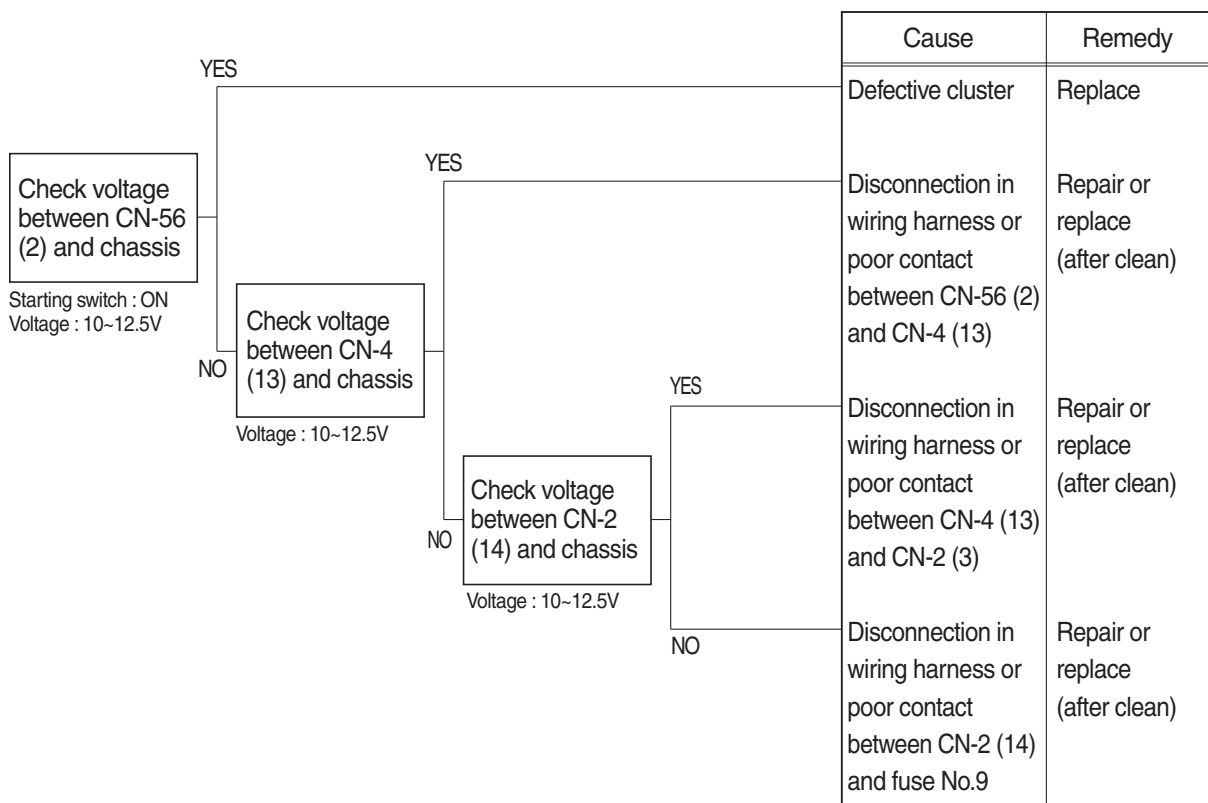 Cause
Remedy
YES
Defective cluster
Replace
Check voltage
between CN-56
(2) and chassis
Starting switch : ON
Voltage : 10~12.5V
YES
Disconnection in
wiring harness or
poor contact
between CN-56 (2)
and CN-4 (13)
Repair or
replace
(after clean)
NO
Check voltage
between CN-4
(13) and chassis
Voltage : 10~12.5V
YES
Disconnection in
wiring harness or
poor contact
between CN-4 (13)
and CN-2 (3)
Repair or
replace
(after clean)
NO
Check voltage
between CN-2
(14) and chassis
Voltage : 10~12.5V
NO
Disconnection in
wiring harness or
poor contact
between CN-2 (14)
and fuse No.9
Repair or
replace
(after clean)